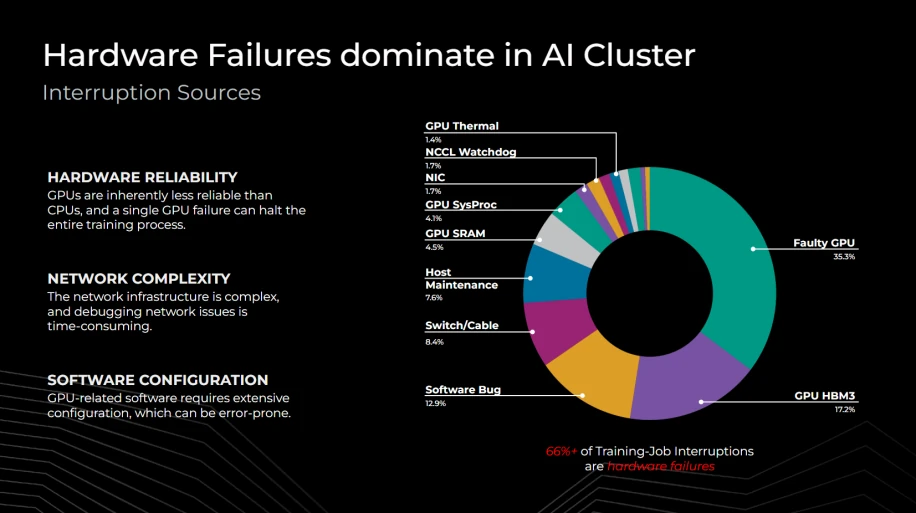 Hardware Failures dominate in AI Cluster
Interruption Sources
HARDWARE RELIABILITY
GPUs are inherently less reliable than
CPUs, and a single GPU failure can halt the
entire training process.
NETWORK COMPLEXITY
The network infrastructure is complex,
and debugging network issues is
time-consuming.
SOFTWARE CONFIGURATION
GPU-related software requires extensive
configuration, which can be error-prone.
GPU Thermal
1.4%
NCCL Watchdog
1.7%
NIC
1.7%
GPU SysProc
4.1%
GPU SRAM
4.5%
Host
Maintenance
7.6%
Switch/Cable
8.4%
Software Bug
12.9%
Faulty GPU
35.3%
GPU HBM3
17.2%
66%+ of Training-Job Interruptions
are hardware failures